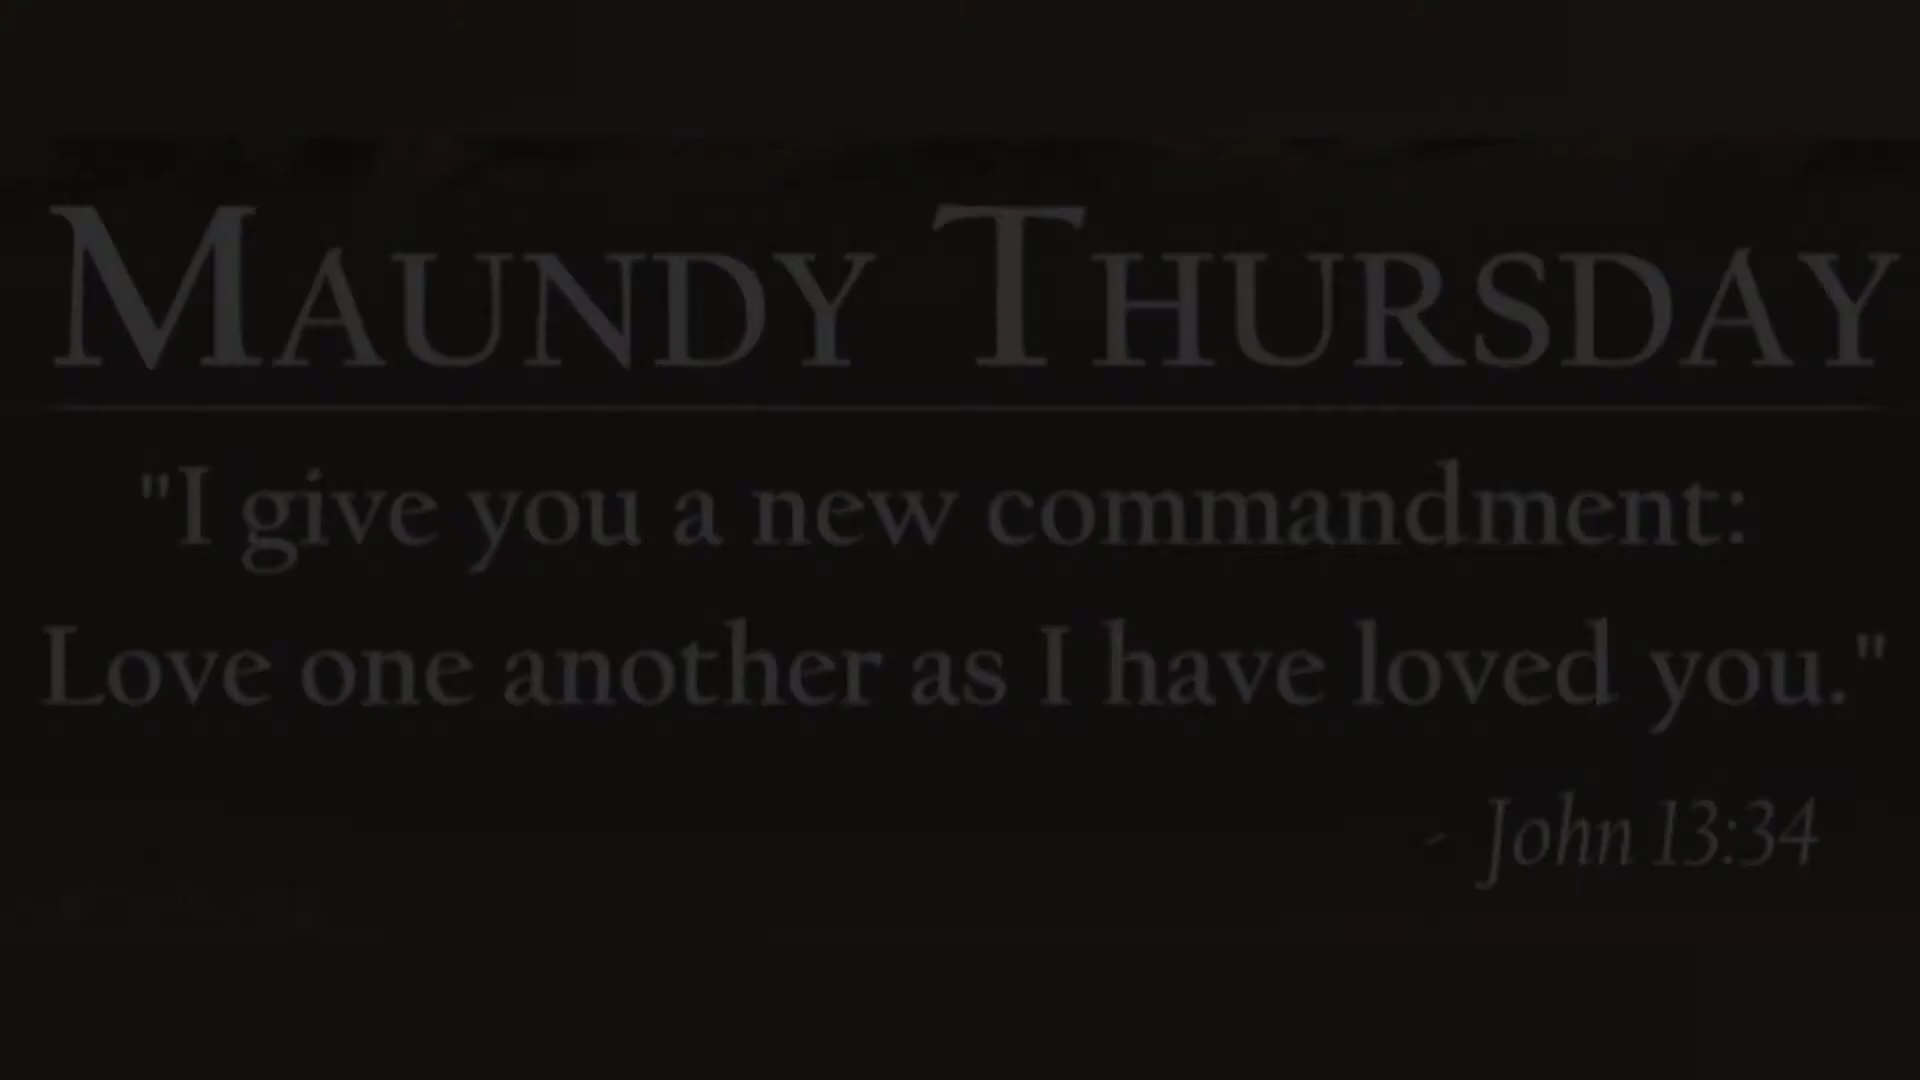 MAUNDY THURSDAY
"I give you a new commandment:
Love one another as I have loved you."
- John 13:34